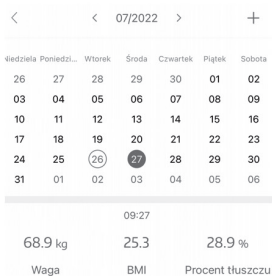 07/2022
Niedziela Poniedzi... Wtorek Środa Czwartek Piątek Sobota
26 27 28 29 30 01 02
03 04 05 06 07 08 09
10 11 12 13 14 15 16
17 18 19 20 21 22 23
24 25 26 27 28 29 30
31 01 02 03 04 05 06
09:27
68.9 kg 25.3 28.9 %
Waga BMI Procent tłuszczu